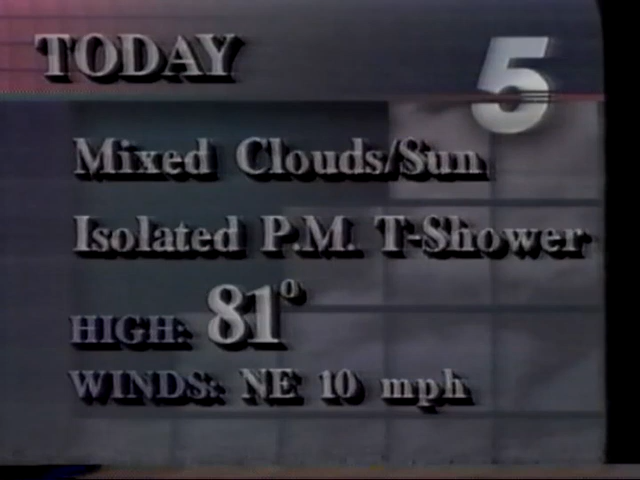 TODAY
5
Mixed Clouds/Sun
Isolated P.M. T-Shower
HIGH: 81°
WINDS: NE 10 mph